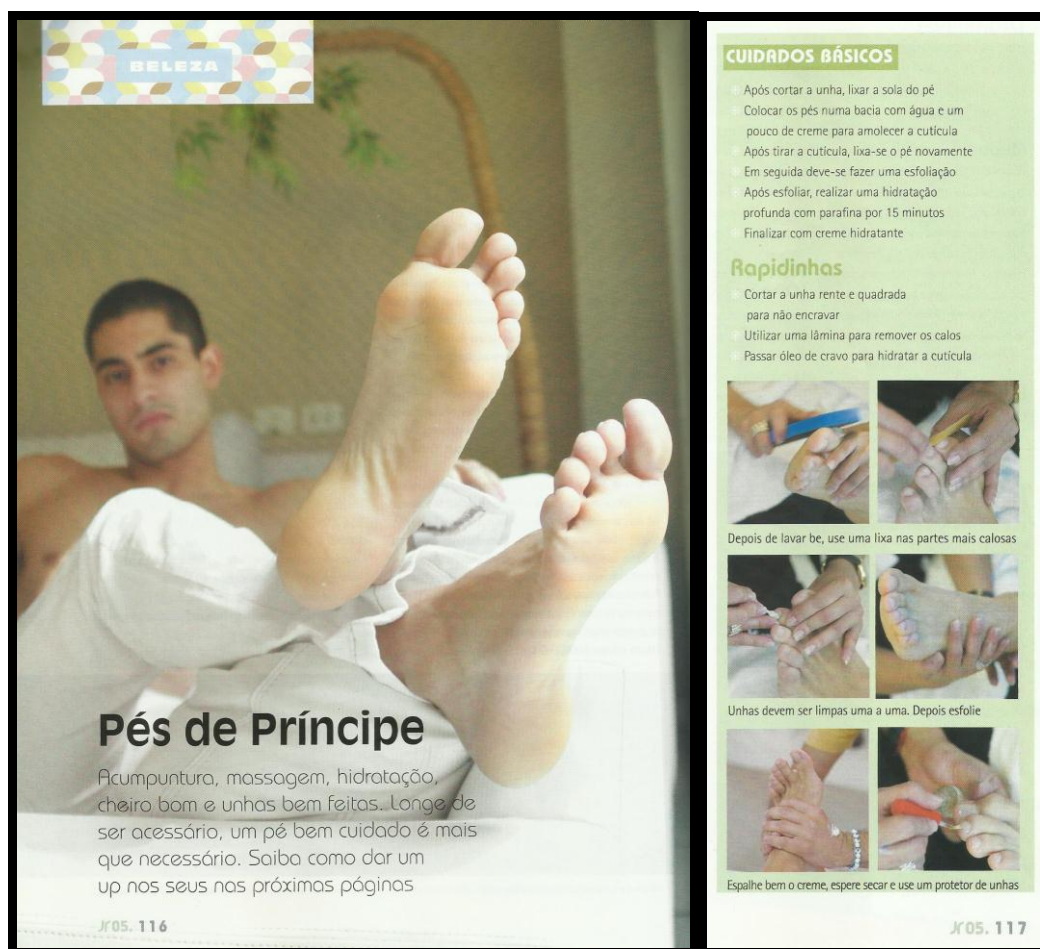 BELEZA
Pés de Príncipe
Acumpuntura, massagem, hidratação,
cheiro bom e unhas bem feitas. Longe de
ser acessário, um pé bem cuidado é mais
que necessário. Saiba como dar um
up nos seus nas próximas páginas
05. 116
CUIDADOS BÁSICOS
Após cortar a unha, lixar a sola do pé
Colocar os pés numa bacia com água e um
pouco de creme para amolecer a cutícula
Após tirar a cutícula, lixa-se o pé novamente
Em seguida deve-se fazer uma esfoliação
Após esfoliar, realizar uma hidratação
profunda com parafina por 15 minutos
Finalizar com creme hidratante
Rapidinhas
Cortar a unha rente e quadrada
para não encravar
Utilizar uma lâmina para remover os calos
Passar óleo de cravo para hidratar a cutícula
Depois de lavar be, use uma lixa nas partes mais calosas
Unhas devem ser limpas uma a uma. Depois esfolie
Espalhe bem o creme, espere secar e use um protetor de unhas
05. 117